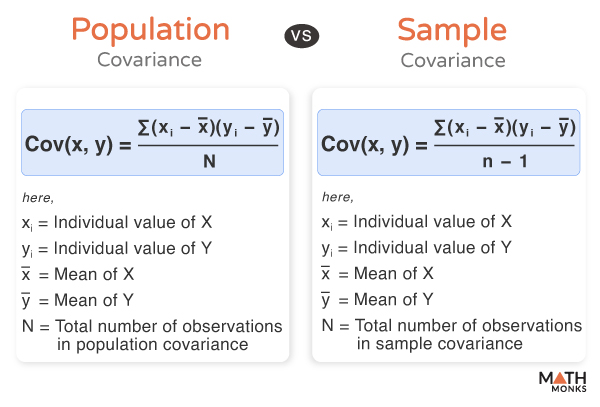 Population
Covariance
VS
Sample
Covariance
Cov(x, y) = Σ(xᵢ − x̅)(yᵢ − y̅) / N
here,
xᵢ = Individual value of X
yᵢ = Individual value of Y
x̅ = Mean of X
y̅ = Mean of Y
N = Total number of observations
in population covariance
Cov(x, y) = Σ(xᵢ − x̅)(yᵢ − y̅) / n − 1
here,
xᵢ = Individual value of X
yᵢ = Individual value of Y
x̅ = Mean of X
y̅ = Mean of Y
N = Total number of observations
in sample covariance
MATH
MONKS